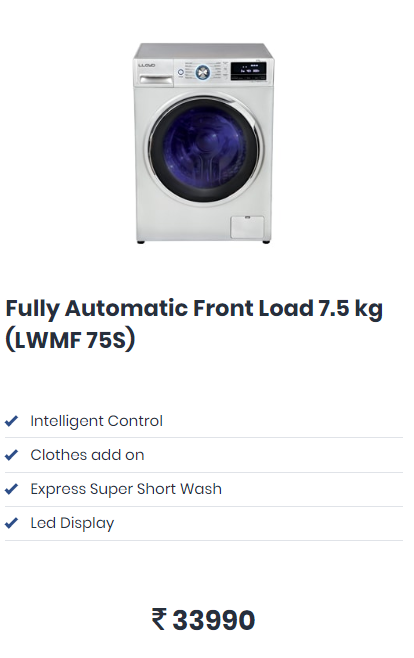 LLOYD
Fully Automatic Front Load 7.5 kg
(LWMF 75S)
Intelligent Control
Clothes add on
Express Super Short Wash
Led Display
₹ 33990